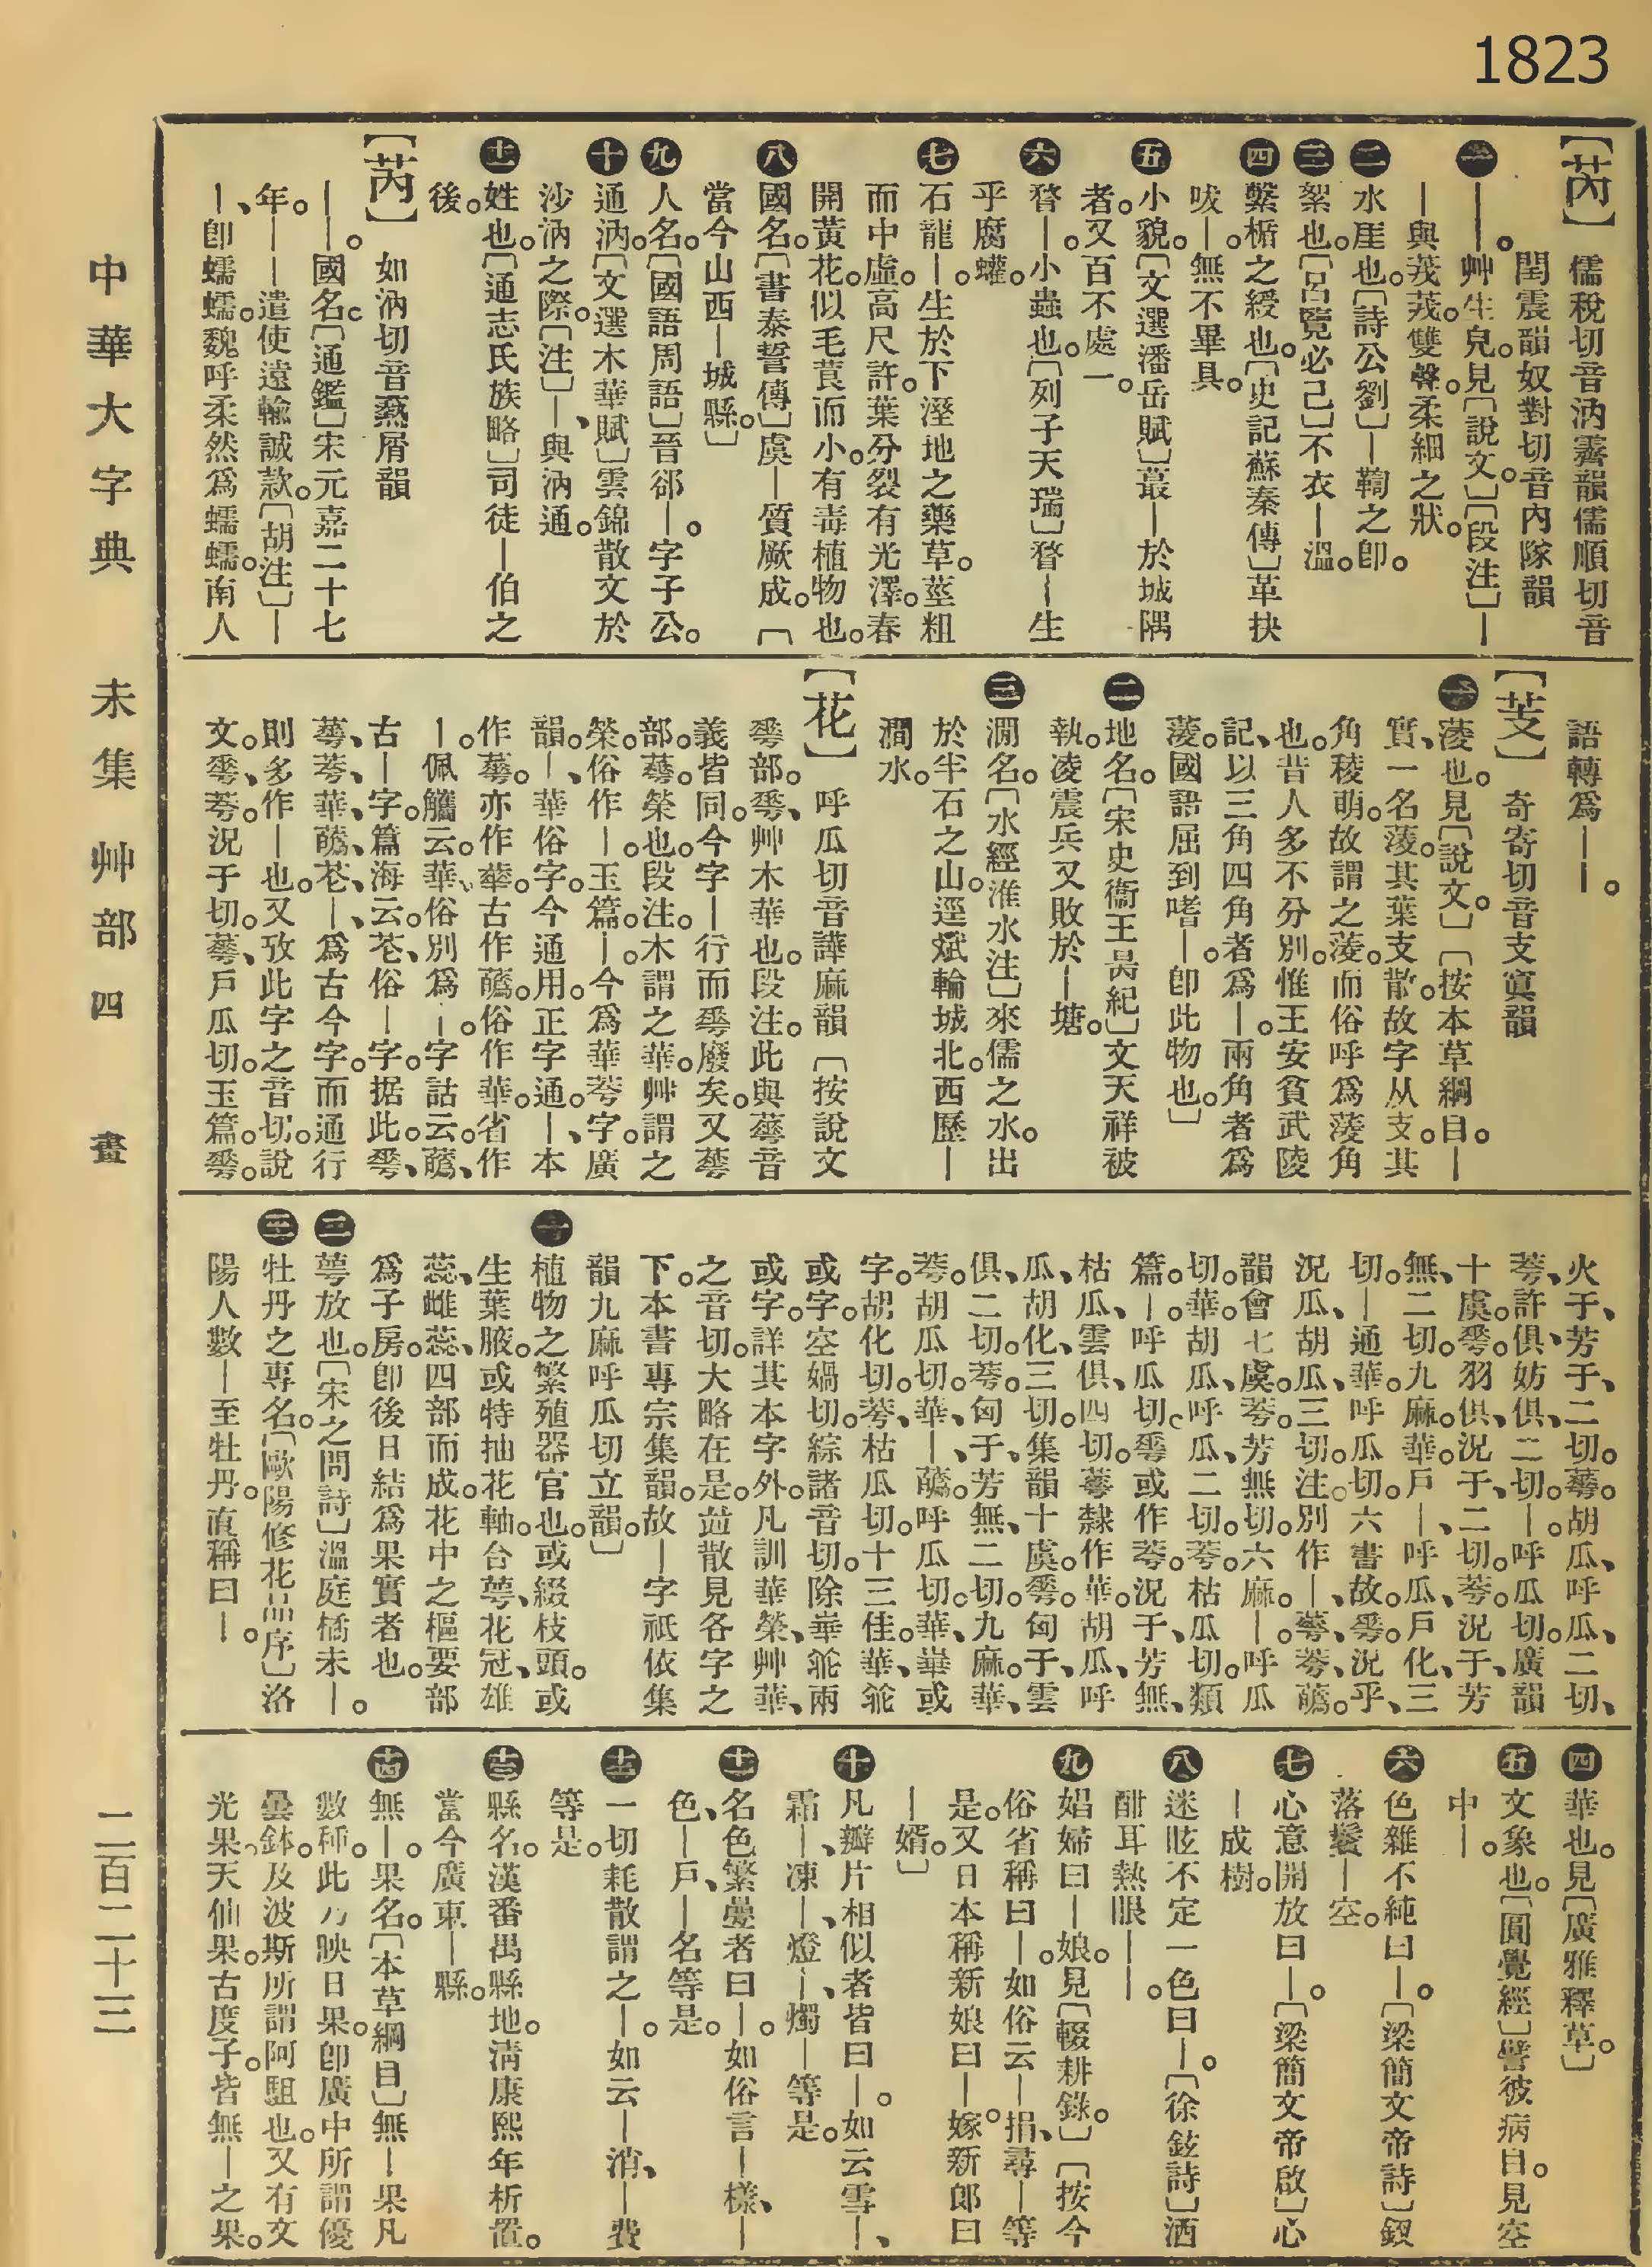 1823
【芮】儒稅切音汭霽韻儒順切音
閏震韻奴對切音內隊韻
㊀——。艸生皃。見〔說文〕〔段注〕—
—與莪莪。雙聲。柔細之狀。
㊁水厓也。〔詩公劉〕—鞫之卽。
㊂絮也。〔呂覽必己〕不衣—溫。
㊃繫楯之綬也。〔史記蘇秦傳〕革抉
㕹—。無不畢具。
㊄小貌。〔文選潘岳賦〕蕞—於城隅
者。又百不處一。
㊅瞀—。小蟲也。〔列子天瑞〕瞀—生
乎腐蠸。
㊆石龍—。生於下溼地之藥草。莖粗
而中虛。高尺許。葉分裂有光澤。春
開黃花。似毛茛而小。有毒植物也。
㊇國名。〔書泰誓傳〕虞—質厥成。〔
當今山西—城縣。〕
㊈人名。〔國語周語〕晉郤—。字子公。
㊉通汭。〔文選木華賦〕雲錦散文於
沙汭之際。〔注〕—、與汭通。
十一 姓也。〔通志氏族略〕司徒—伯之
後。
【芮】如汭切音爇屑韻
——。國名。〔通鑑〕宋元嘉二十七
年。——遣使遠輸誠款。〔胡注〕—
—、卽蠕蠕。魏呼柔然爲蠕蠕。南人
語轉爲——。
【芰】奇寄切音支寘韻
㊀蔆也。見〔說文。〕〔按本草綱目。—
實、一名蔆。其葉支散。故字从支。其
角稜萌。故謂之蔆。而俗呼爲蔆角
也。昔人多不分別。惟王安貧武陵
記、以三角四角者爲—。兩角者爲
蔆。國語屈到嗜—。卽此物也。〕
㊁地名。〔宋史衞王昺紀〕文天祥被
執。凌震兵又敗於—塘。
㊂澗名。〔水經淮水注〕來儒之水。出
於半石之山。逕斌輪城北。西歷—
澗水。
【花】呼瓜切音譁麻韻〔按說文
𠌶部。𠌶、艸木華也。段注。此與蕐音
義皆同。今字—行而𠌶廢矣。又蕚
部。蕚、榮也。段注。木謂之華。艸謂之
榮。俗作—。玉篇。—。今爲華荂字。廣
韻。—、華俗字。今通用。正字通。—、本
作蕚。亦作𠌶。古作蘤。俗作華。省作
—。佩觿云。華、俗別爲—。字詁云。蘤、
古—字。篇海云。苍、俗—字。据此。𠌶、
蕚、荂、華、蘤、苍、—、爲古今字。而通行
則多作—也。又攷此字之音切。說
文。𠌶、荂。況于切。蕚、戶瓜切。玉篇。𠌶。
火于、芳于、二切。蕚。胡瓜、呼瓜、二切、
荂、許俱、妨俱、二切。—。呼瓜切。廣韻
十虞。𠌶。羽俱、況于、二切。荂。況于、芳
無、二切。九麻。華。戶—、呼瓜、戶化、三
切。—通華。呼瓜切。六書故。𠌶。況乎、
況瓜、胡瓜、三切。注。別作—、蕚、荂、蘤。
韻會七虞。荂。芳無切。六麻。—。呼瓜
切。華。胡瓜、呼瓜、二切。荂。枯瓜切。類
篇。—。呼瓜切。𠌶或作荂。況于、芳無、
枯瓜、雲俱、四切。蕚隸作華。胡瓜、呼
瓜、胡化、三切。集韻十虞。𠌶。匈于、雲
俱、二切。荂。匈于、芳無、二切。九麻。華、
荂。胡瓜切。華、—、蘤。呼瓜切。華、崋或
字。胡化切。荂、枯瓜切。十三佳。華、𦫳
或字。空媧切。綜諸音切。除崋𦫳兩
或字。詳其本字外。凡訓華榮、艸華、
之音切。大略在是。並散見各字之
下。本書專宗集韻。故—字祇依集
韻九麻呼瓜切立韻。〕
㊀植物之繁殖器官也。或綴枝頭。或
生葉腋。或特抽花軸。合萼、花冠、雄
蕊、雌蕊、四部而成。花中之樞要部
爲子房。卽後日結爲果實者也。
㊁萼放也。〔宋之問詩〕溫庭橘未—。
㊂牡丹之專名。〔歐陽修花品序〕洛
陽人數—至牡丹。直稱曰—。
㊃華也。見〔廣雅釋草。〕
㊄文象也。〔圓覺經〕譬彼病目。見空
中—。
㊅色雜不純曰—。〔梁簡文帝詩〕釵
落鬢—空。
㊆心意開放曰—。〔梁簡文帝啟〕心
—成樹。
㊇迷眩不定一色曰—。〔徐鉉詩〕酒
酣耳熱眼——。
㊈娼婦曰—娘。見〔輟耕錄。〕〔按今
俗省稱曰—。如俗云—捐、尋—等
是。又日本稱新娘曰—嫁。新郎曰
—婿。〕
㊉凡瓣片相似者皆曰—。如云雪—、
霜—、凍—、燈—、燭—等是。
十一 名色繁㬅者曰—。如俗言—樣、—
色、—戶、—名等是。
十二 一切耗散謂之—。如云—消、—費
等是。
十三 縣名。漢番禺縣地。清康熙年析置。
當今廣東—縣。
十四 無—。果名。〔本草綱目〕無—果凡
數種。此乃映日果。卽廣中所謂優
曇鉢。及波斯所謂阿駔也。又有文
光果、天仙果。古度子。皆無—之果。
中華大字典 未集 艸部 四畫 二百二十三